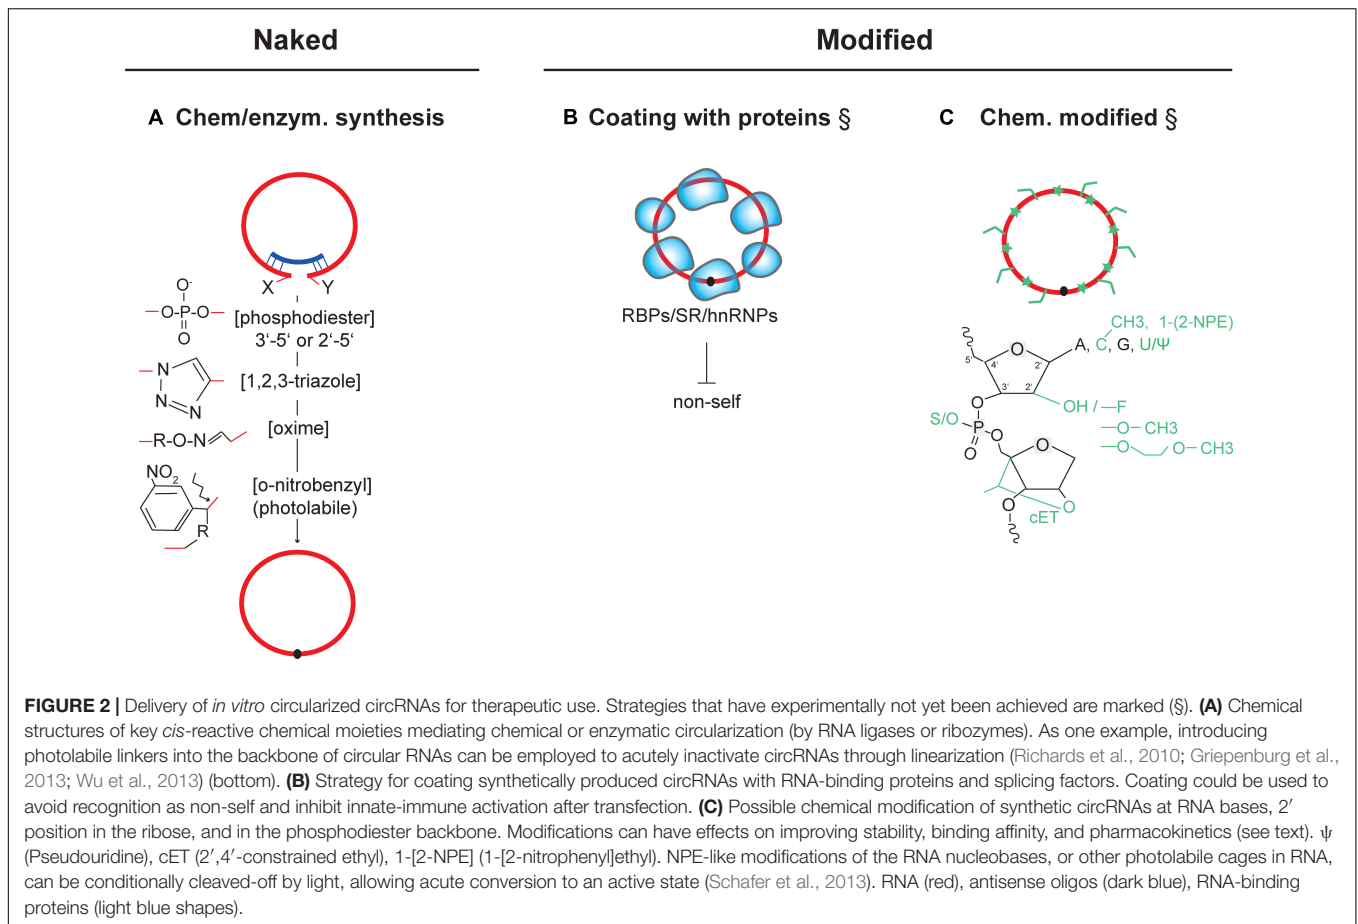 Naked
Modified
A Chem/enzym. synthesis
B Coating with proteins §
C Chem. modified §
X Y
O-
—O-P-O—
O
[phosphodiester]
3‘-5‘ or 2‘-5‘
N
N
N
[1,2,3-triazole]
—R-O-N
[oxime]
NO2
R
[o-nitrobenzyl]
(photolabile)
RBPs/SR/hnRNPs
non-self
CH3, 1-(2-NPE)
A, C, G, U/Ψ
O
5' 4' 2'
3' 2'
OH / —F
—O— CH3
—O O— CH3
O
S/O
P
O
O
O
O
O
cET
FIGURE 2 | Delivery of in vitro circularized circRNAs for therapeutic use. Strategies that have experimentally not yet been achieved are marked (§). (A) Chemical
structures of key cis-reactive chemical moieties mediating chemical or enzymatic circularization (by RNA ligases or ribozymes). As one example, introducing
photolabile linkers into the backbone of circular RNAs can be employed to acutely inactivate circRNAs through linearization (Richards et al., 2010; Griepenburg et al.,
2013; Wu et al., 2013) (bottom). (B) Strategy for coating synthetically produced circRNAs with RNA-binding proteins and splicing factors. Coating could be used to
avoid recognition as non-self and inhibit innate-immune activation after transfection. (C) Possible chemical modification of synthetic circRNAs at RNA bases, 2′
position in the ribose, and in the phosphodiester backbone. Modifications can have effects on improving stability, binding affinity, and pharmacokinetics (see text). ψ
(Pseudouridine), cET (2′,4′-constrained ethyl), 1-[2-NPE] (1-[2-nitrophenyl]ethyl). NPE-like modifications of the RNA nucleobases, or other photolabile cages in RNA,
can be conditionally cleaved-off by light, allowing acute conversion to an active state (Schafer et al., 2013). RNA (red), antisense oligos (dark blue), RNA-binding
proteins (light blue shapes).